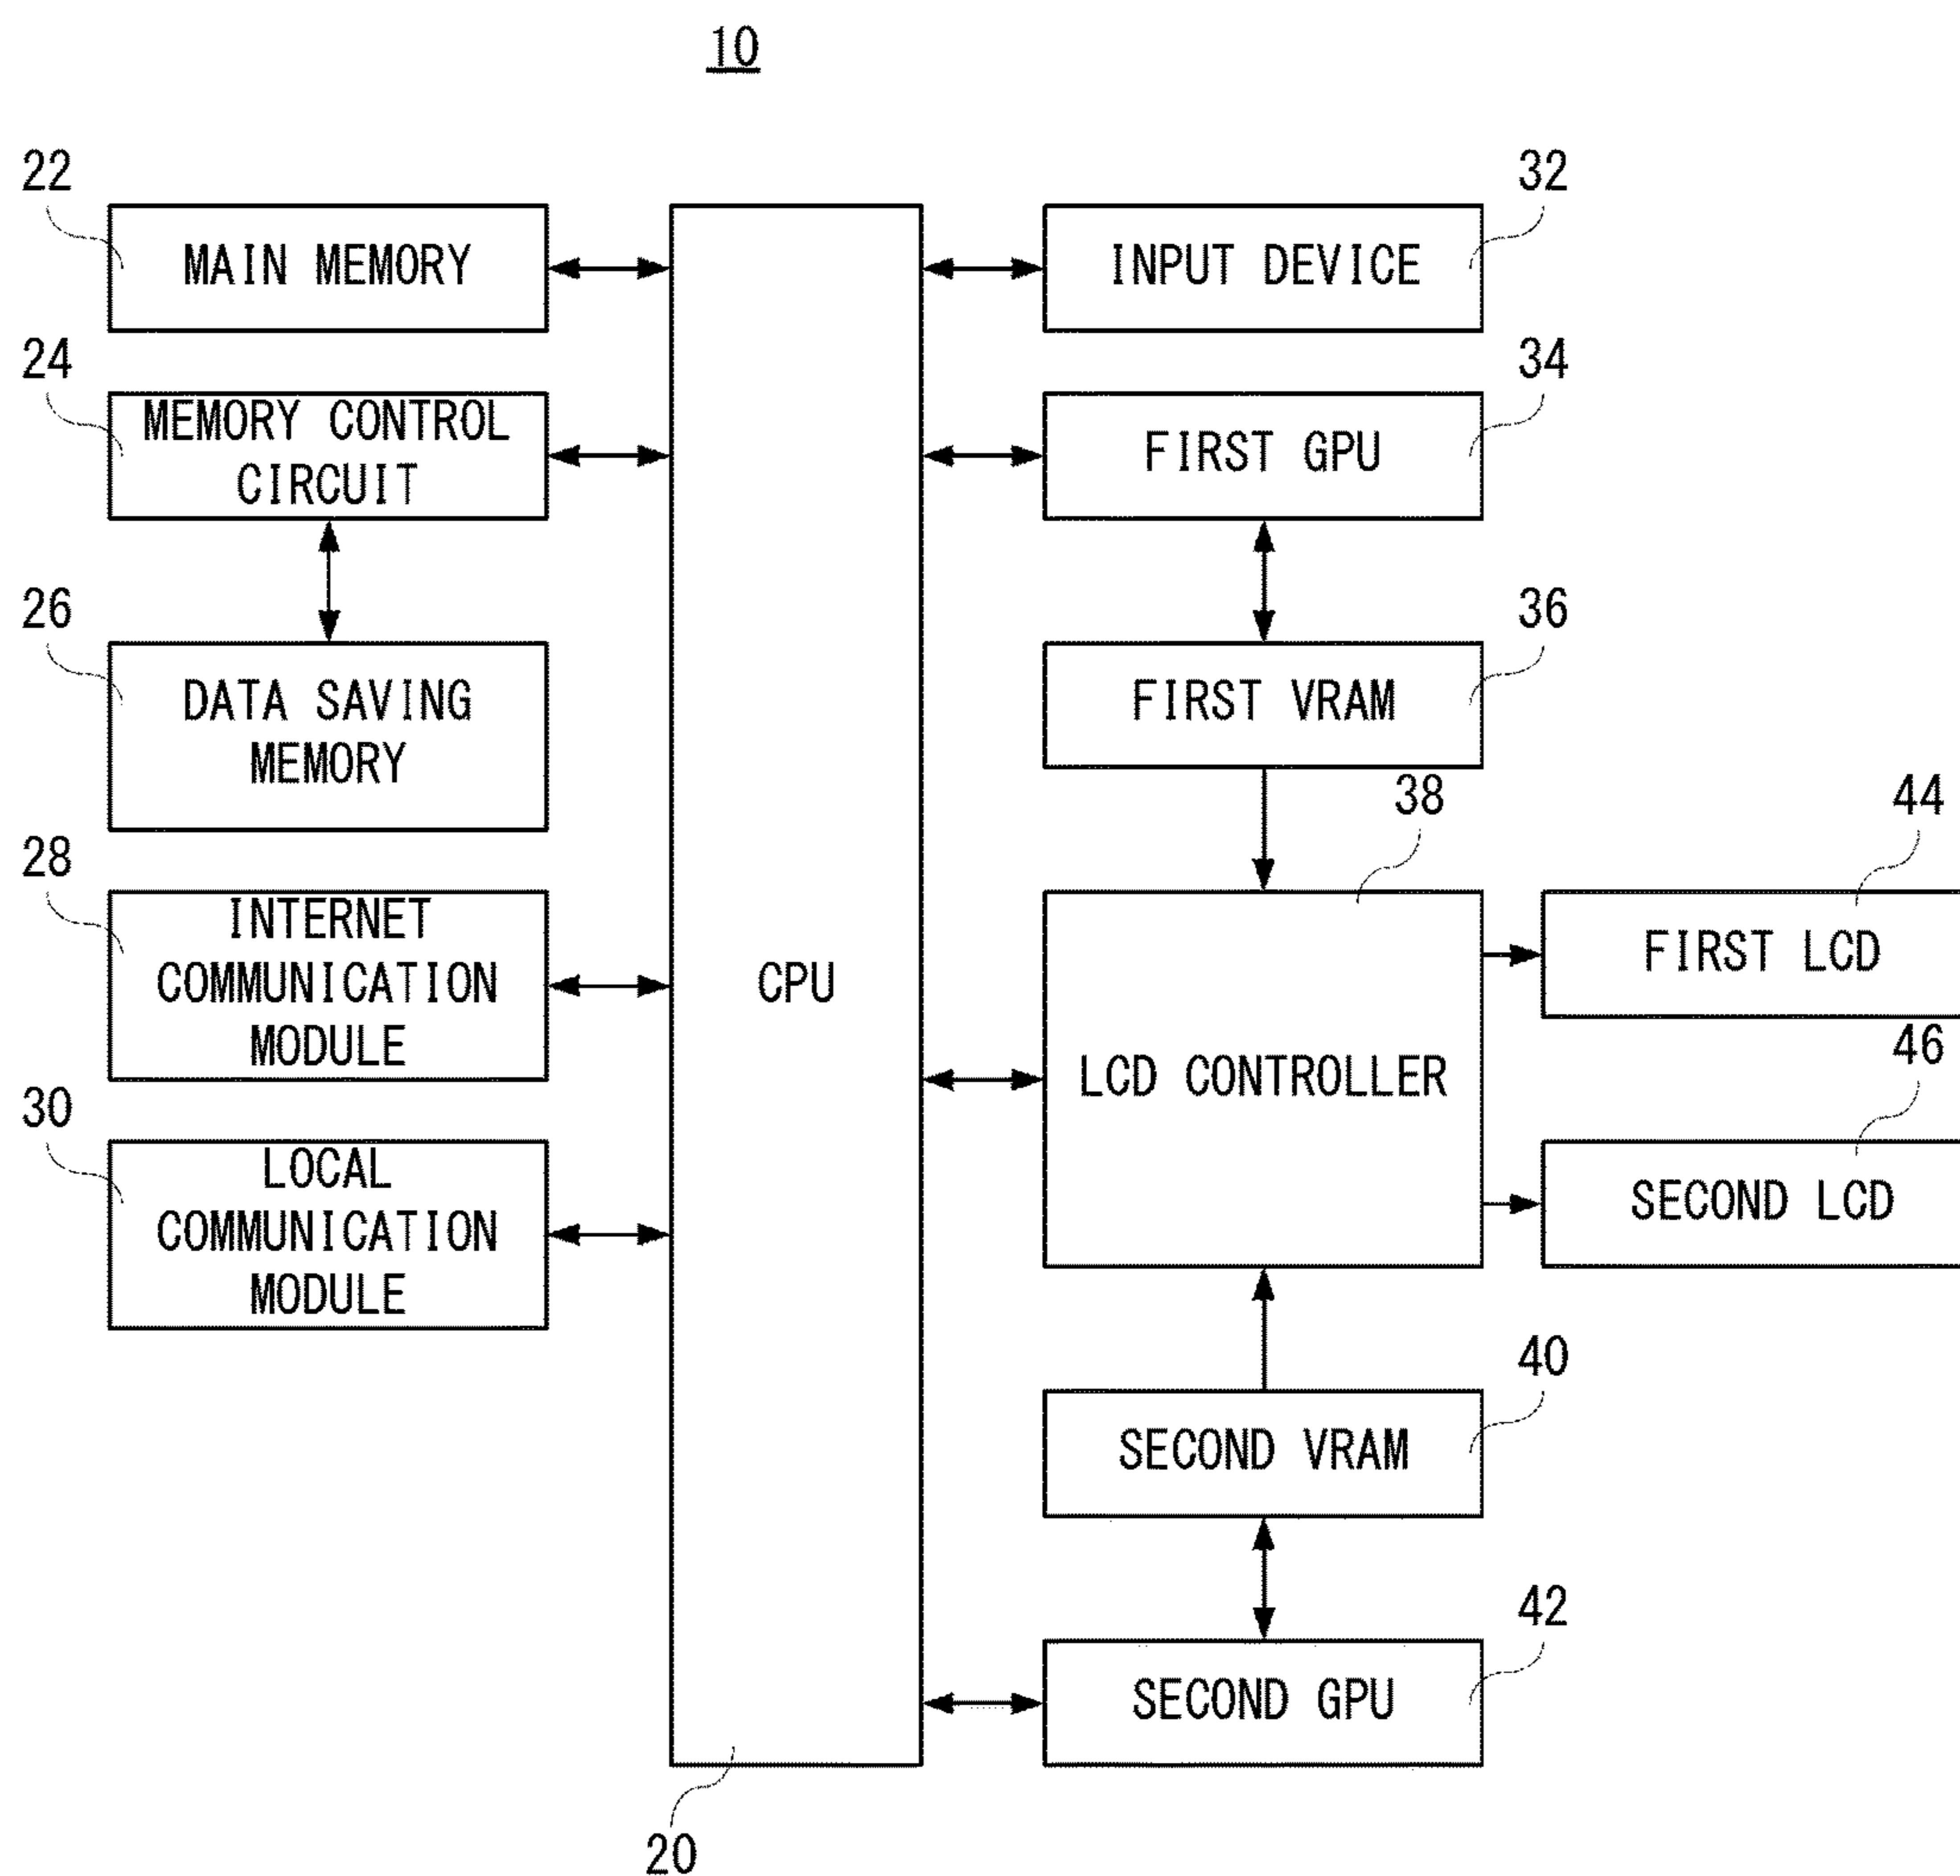 10
22
MAIN MEMORY
24
MEMORY CONTROL
CIRCUIT
26
DATA SAVING
MEMORY
28
INTERNET
COMMUNICATION
MODULE
30
LOCAL
COMMUNICATION
MODULE
CPU
20
32
INPUT DEVICE
34
FIRST GPU
36
FIRST VRAM
38
LCD CONTROLLER
44
FIRST LCD
46
SECOND LCD
40
SECOND VRAM
42
SECOND GPU